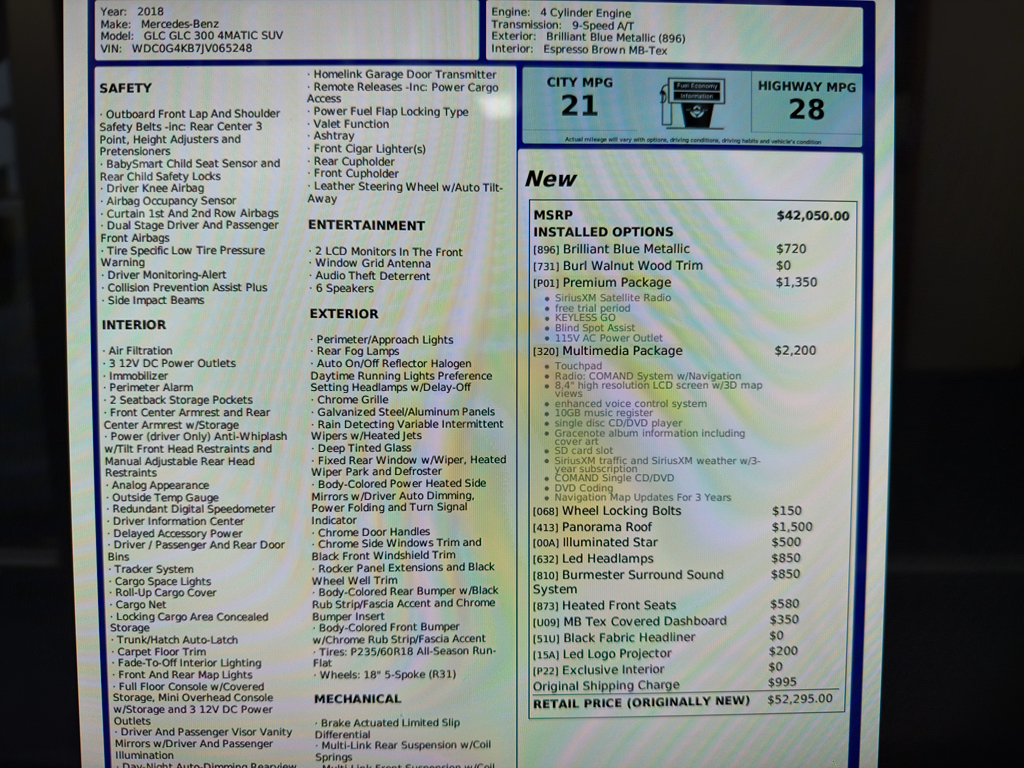 Year: 2018
Make: Mercedes-Benz
Model: GLC GLC 300 4MATIC SUV
VIN: WDC0G4KB7JV065248
Engine: 4 Cylinder Engine
Transmission: 9-Speed A/T
Exterior: Brilliant Blue Metallic (896)
Interior: Espresso Brown MB-Tex
SAFETY
· Outboard Front Lap And Shoulder
Safety Belts -inc: Rear Center 3
Point, Height Adjusters and
Pretensioners
· BabySmart Child Seat Sensor and
Rear Child Safety Locks
· Driver Knee Airbag
· Airbag Occupancy Sensor
· Curtain 1st And 2nd Row Airbags
· Dual Stage Driver And Passenger
Front Airbags
· Tire Specific Low Tire Pressure
Warning
· Driver Monitoring-Alert
· Collision Prevention Assist Plus
· Side Impact Beams
INTERIOR
· Air Filtration
· 3 12V DC Power Outlets
· Immobilizer
· Perimeter Alarm
· 2 Seatback Storage Pockets
· Front Center Armrest and Rear
Center Armrest w/Storage
· Power (driver Only) Anti-Whiplash
w/Tilt Front Head Restraints and
Manual Adjustable Rear Head
Restraints
· Analog Appearance
· Outside Temp Gauge
· Redundant Digital Speedometer
· Driver Information Center
· Delayed Accessory Power
· Driver / Passenger And Rear Door
Bins
· Tracker System
· Cargo Space Lights
· Roll-Up Cargo Cover
· Cargo Net
· Locking Cargo Area Concealed
Storage
· Trunk/Hatch Auto-Latch
· Carpet Floor Trim
· Fade-To-Off Interior Lighting
· Front And Rear Map Lights
· Full Floor Console w/Covered
Storage, Mini Overhead Console
w/Storage and 3 12V DC Power
Outlets
· Driver And Passenger Visor Vanity
Mirrors w/Driver And Passenger
Illumination
· Day-Night Auto-Dimming Rearview
· Homelink Garage Door Transmitter
· Remote Releases -Inc: Power Cargo
Access
· Power Fuel Flap Locking Type
· Valet Function
· Ashtray
· Front Cigar Lighter(s)
· Rear Cupholder
· Front Cupholder
· Leather Steering Wheel w/Auto Tilt-
Away
ENTERTAINMENT
· 2 LCD Monitors In The Front
· Window Grid Antenna
· Audio Theft Deterrent
· 6 Speakers
EXTERIOR
· Perimeter/Approach Lights
· Rear Fog Lamps
· Auto On/Off Reflector Halogen
Daytime Running Lights Preference
Setting Headlamps w/Delay-Off
· Chrome Grille
· Galvanized Steel/Aluminum Panels
· Rain Detecting Variable Intermittent
Wipers w/Heated Jets
· Deep Tinted Glass
· Fixed Rear Window w/Wiper, Heated
Wiper Park and Defroster
· Body-Colored Power Heated Side
Mirrors w/Driver Auto Dimming,
Power Folding and Turn Signal
Indicator
· Chrome Door Handles
· Chrome Side Windows Trim and
Black Front Windshield Trim
· Rocker Panel Extensions and Black
Wheel Well Trim
· Body-Colored Rear Bumper w/Black
Rub Strip/Fascia Accent and Chrome
Bumper Insert
· Body-Colored Front Bumper
w/Chrome Rub Strip/Fascia Accent
· Tires: P235/60R18 All-Season Run-
Flat
· Wheels: 18" 5-Spoke (R31)
MECHANICAL
· Brake Actuated Limited Slip
Differential
· Multi-Link Rear Suspension w/Coil
Springs
· Multi-Link Front Suspension w/Coil
CITY MPG
21
Fuel Economy
Information
HIGHWAY MPG
28
Actual mileage will vary with options, driving conditions, driving habits and vehicle's condition
New
MSRP $42,050.00
INSTALLED OPTIONS
[896] Brilliant Blue Metallic $720
[731] Burl Walnut Wood Trim $0
[P01] Premium Package $1,350
• SiriusXM Satellite Radio
• free trial period
• KEYLESS GO
• Blind Spot Assist
• 115V AC Power Outlet
[320] Multimedia Package $2,200
• Touchpad
• Radio: COMAND System w/Navigation
• 8.4" high resolution LCD screen w/3D map
views
• enhanced voice control system
• 10GB music register
• single disc CD/DVD player
• Gracenote album information including
cover art
• SD card slot
• SiriusXM traffic and SiriusXM weather w/3-
year subscription
• COMAND Single CD/DVD
• DVD Coding
• Navigation Map Updates For 3 Years
[068] Wheel Locking Bolts $150
[413] Panorama Roof $1,500
[00A] Illuminated Star $500
[632] Led Headlamps $850
[810] Burmester Surround Sound $850
System
[873] Heated Front Seats $580
[U09] MB Tex Covered Dashboard $350
[51U] Black Fabric Headliner $0
[15A] Led Logo Projector $200
[P22] Exclusive Interior $0
Original Shipping Charge $995
RETAIL PRICE (ORIGINALLY NEW) $52,295.00